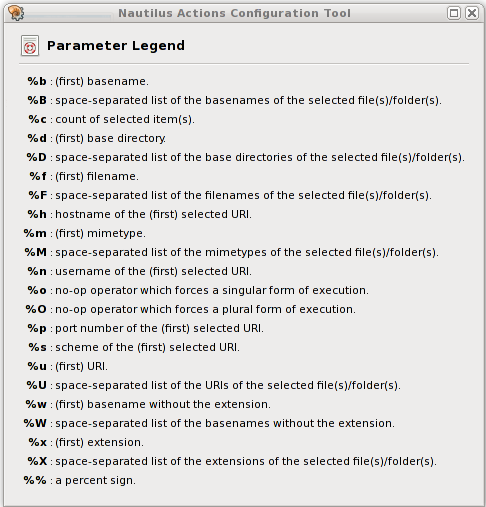 Nautilus Actions Configuration Tool
Parameter Legend
%b : (first) basename.
%B : space-separated list of the basenames of the selected file(s)/folder(s).
%c : count of selected item(s).
%d : (first) base directory.
%D : space-separated list of the base directories of the selected file(s)/folder(s).
%f : (first) filename.
%F : space-separated list of the filenames of the selected file(s)/folder(s).
%h : hostname of the (first) selected URI.
%m : (first) mimetype.
%M : space-separated list of the mimetypes of the selected file(s)/folder(s).
%n : username of the (first) selected URI.
%o : no-op operator which forces a singular form of execution.
%O : no-op operator which forces a plural form of execution.
%p : port number of the (first) selected URI.
%s : scheme of the (first) selected URI.
%u : (first) URI.
%U : space-separated list of the URIs of the selected file(s)/folder(s).
%w : (first) basename without the extension.
%W : space-separated list of the basenames without the extension.
%x : (first) extension.
%X : space-separated list of the extensions of the selected file(s)/folder(s).
%% : a percent sign.